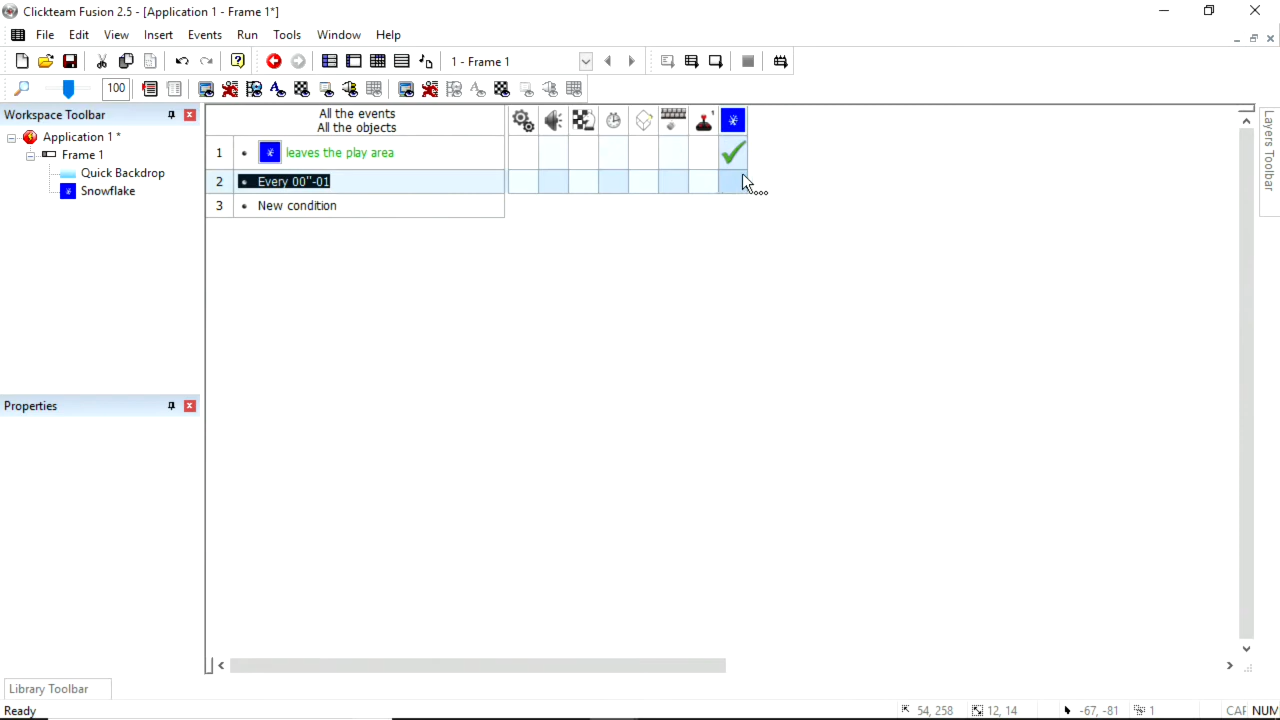 Clickteam Fusion 2.5 - [Application 1 - Frame 1*]
File Edit View Insert Events Run Tools Window Help
1 - Frame 1
100
Workspace Toolbar
Application 1 *
Frame 1
Quick Backdrop
Snowflake
All the events
All the objects
1 • leaves the play area
2 • Every 00"-01
3 • New condition
Layers Toolbar
Properties
Library Toolbar
Ready
54, 258
12, 14
-67, -81
1
CAF NUM